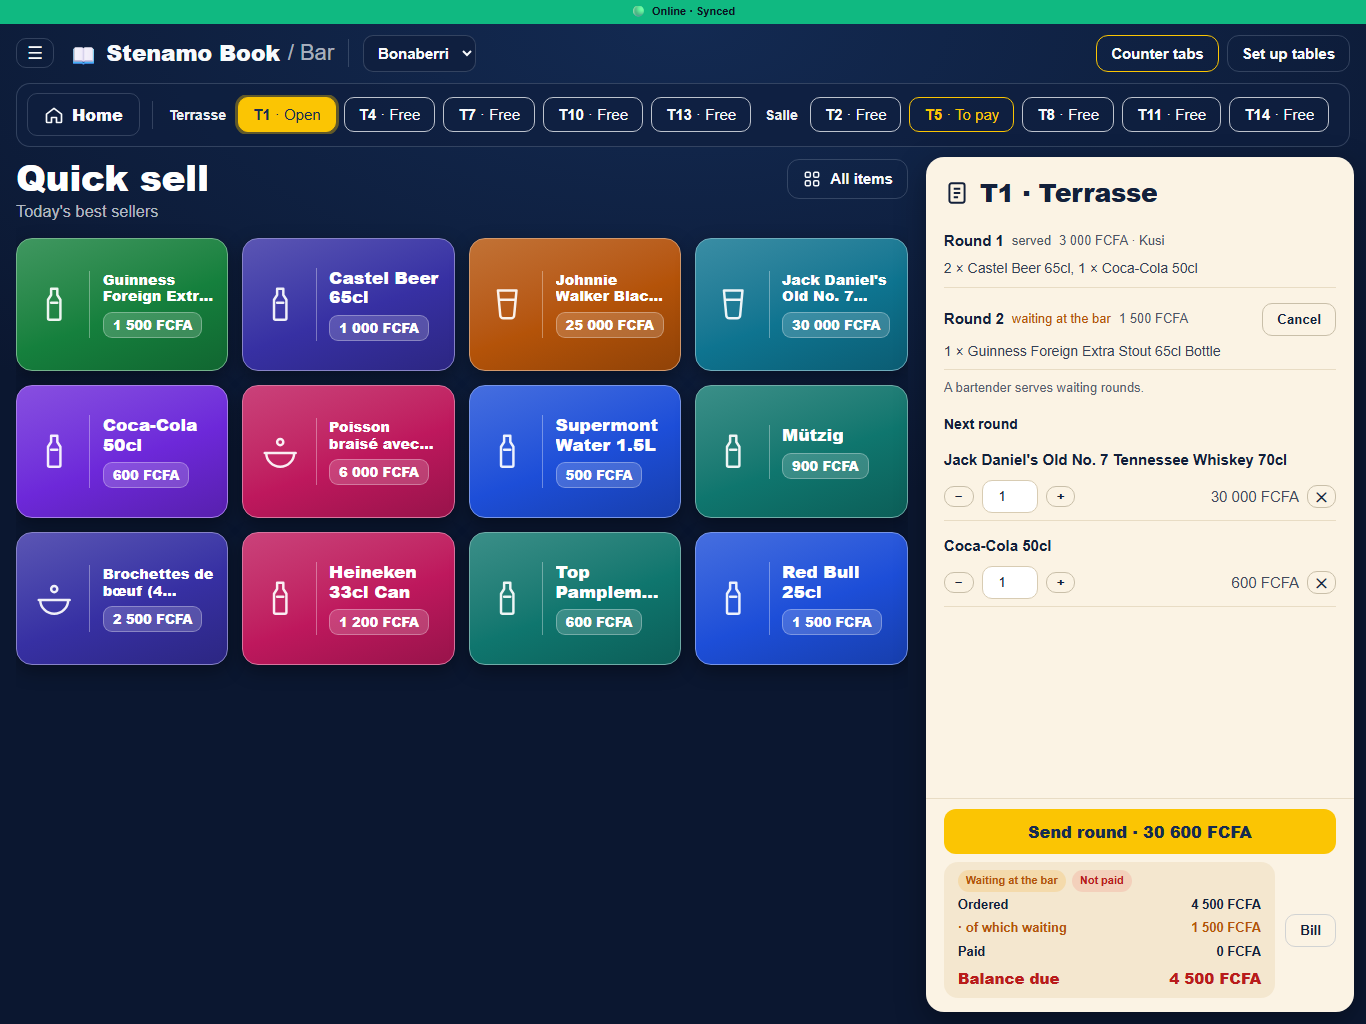 Online · Synced
Stenamo Book / Bar
Bonaberri
Counter tabs
Set up tables
Home
Terrasse
T1 · Open
T4 · Free
T7 · Free
T10 · Free
T13 · Free
Salle
T2 · Free
T5 · To pay
T8 · Free
T11 · Free
T14 · Free
Quick sell
Today's best sellers
All items
Guinness
Foreign Extr...
1 500 FCFA
Castel Beer
65cl
1 000 FCFA
Johnnie
Walker Blac...
25 000 FCFA
Jack Daniel's
Old No. 7...
30 000 FCFA
Coca-Cola
50cl
600 FCFA
Poisson
braisé avec...
6 000 FCFA
Supermont
Water 1.5L
500 FCFA
Mützig
900 FCFA
Brochettes de
bœuf (4...
2 500 FCFA
Heineken
33cl Can
1 200 FCFA
Top
Pamplem...
600 FCFA
Red Bull
25cl
1 500 FCFA
T1 · Terrasse
Round 1 served 3 000 FCFA · Kusi
2 × Castel Beer 65cl, 1 × Coca-Cola 50cl
Round 2 waiting at the bar 1 500 FCFA
Cancel
1 × Guinness Foreign Extra Stout 65cl Bottle
A bartender serves waiting rounds.
Next round
Jack Daniel's Old No. 7 Tennessee Whiskey 70cl
− 1 + 30 000 FCFA ×
Coca-Cola 50cl
− 1 + 600 FCFA ×
Send round · 30 600 FCFA
Waiting at the bar
Not paid
Ordered 4 500 FCFA
· of which waiting 1 500 FCFA
Paid 0 FCFA
Balance due 4 500 FCFA
Bill